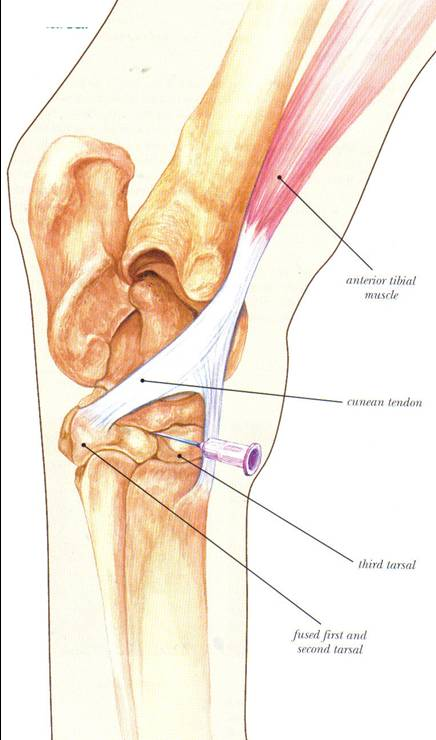 anterior tibial
muscle
cunean tendon
third tarsal
fused first and
second tarsal